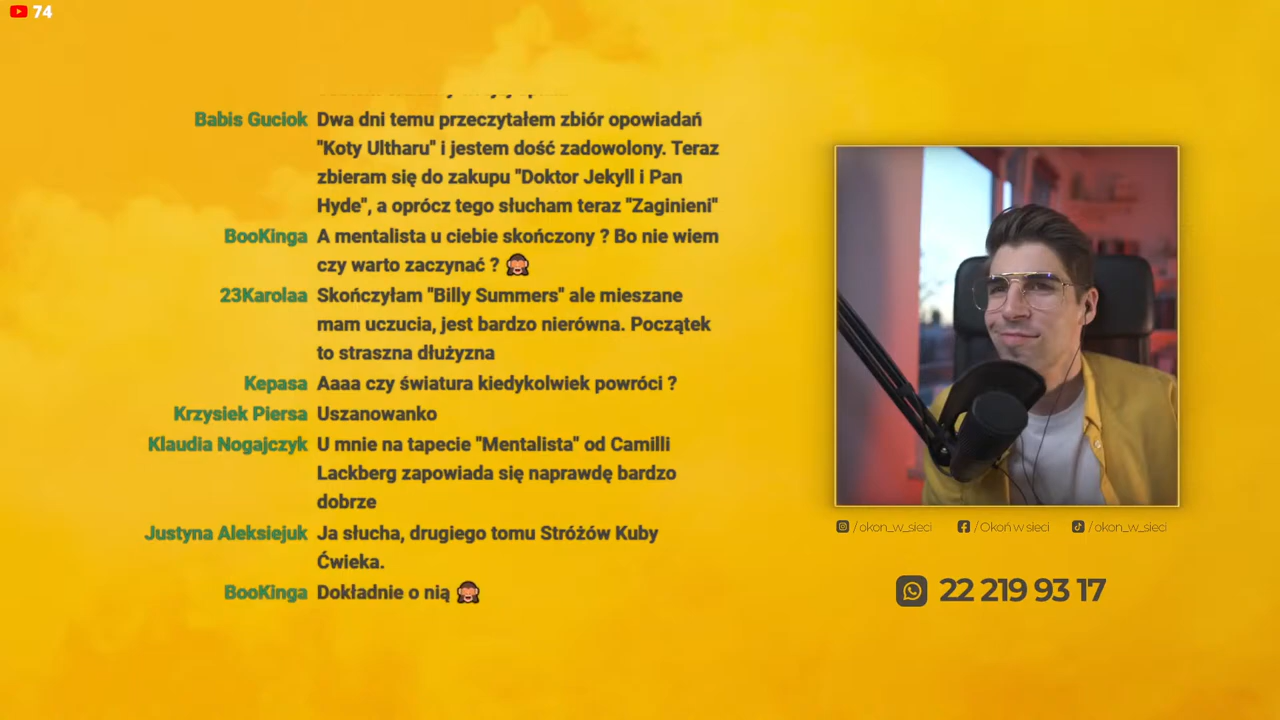 74
Babis Guciok Dwa dni temu przeczytałem zbiór opowiadań
"Koty Ultharu" i jestem dość zadowolony. Teraz
zbieram się do zakupu "Doktor Jekyll i Pan
Hyde", a oprócz tego słucham teraz "Zaginieni"
BooKinga A mentalista u ciebie skończony ? Bo nie wiem
czy warto zaczynać ? 🙈
23Karolaa Skończyłam "Billy Summers" ale mieszane
mam uczucia, jest bardzo nierówna. Początek
to straszna dłużyzna
Kepasa Aaaa czy światura kiedykolwiek powróci ?
Krzysiek Piersa Uszanowanko
Klaudia Nogajczyk U mnie na tapecie "Mentalista" od Camilli
Lackberg zapowiada się naprawdę bardzo
dobrze
Justyna Aleksiejuk Ja słucha, drugiego tomu Stróżów Kuby
Ćwieka.
BooKinga Dokładnie o nią 🙈
/ okon_w_sieci / Okoń w sieci / okon_w_sieci
22 219 93 17